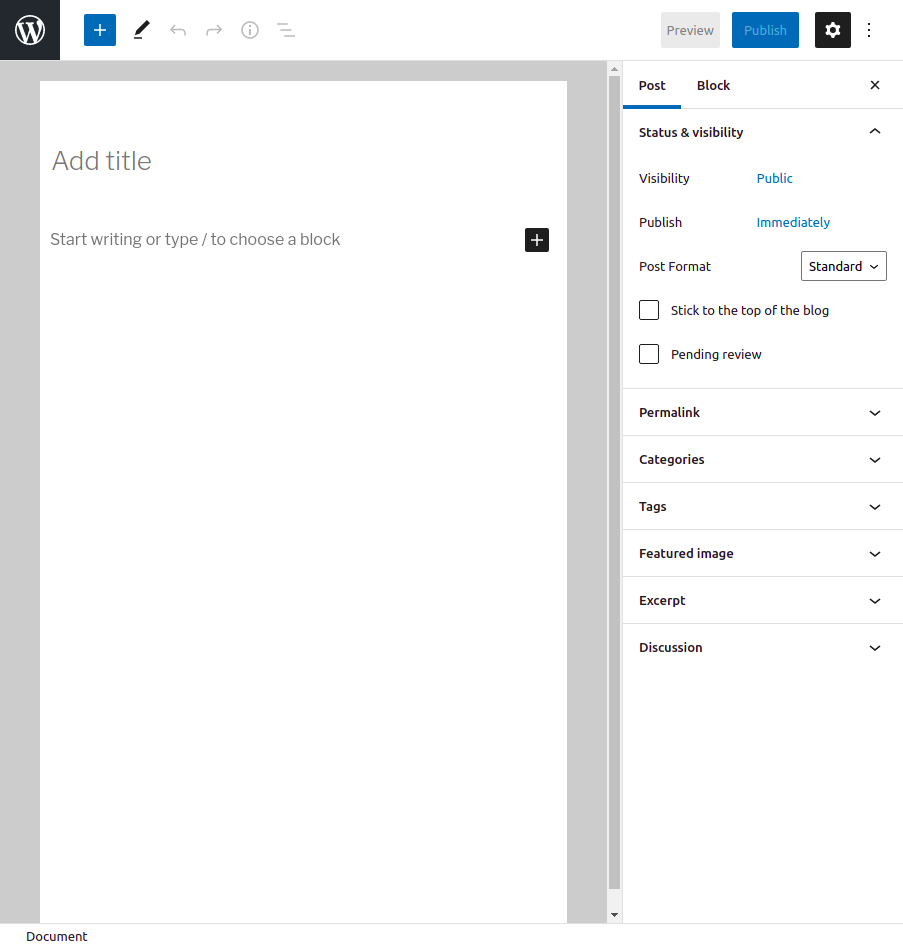 Preview
Publish
Post
Block
Add title
Start writing or type / to choose a block
Status & visibility
Visibility
Public
Publish
Immediately
Post Format
Standard
Stick to the top of the blog
Pending review
Permalink
Categories
Tags
Featured image
Excerpt
Discussion
Document